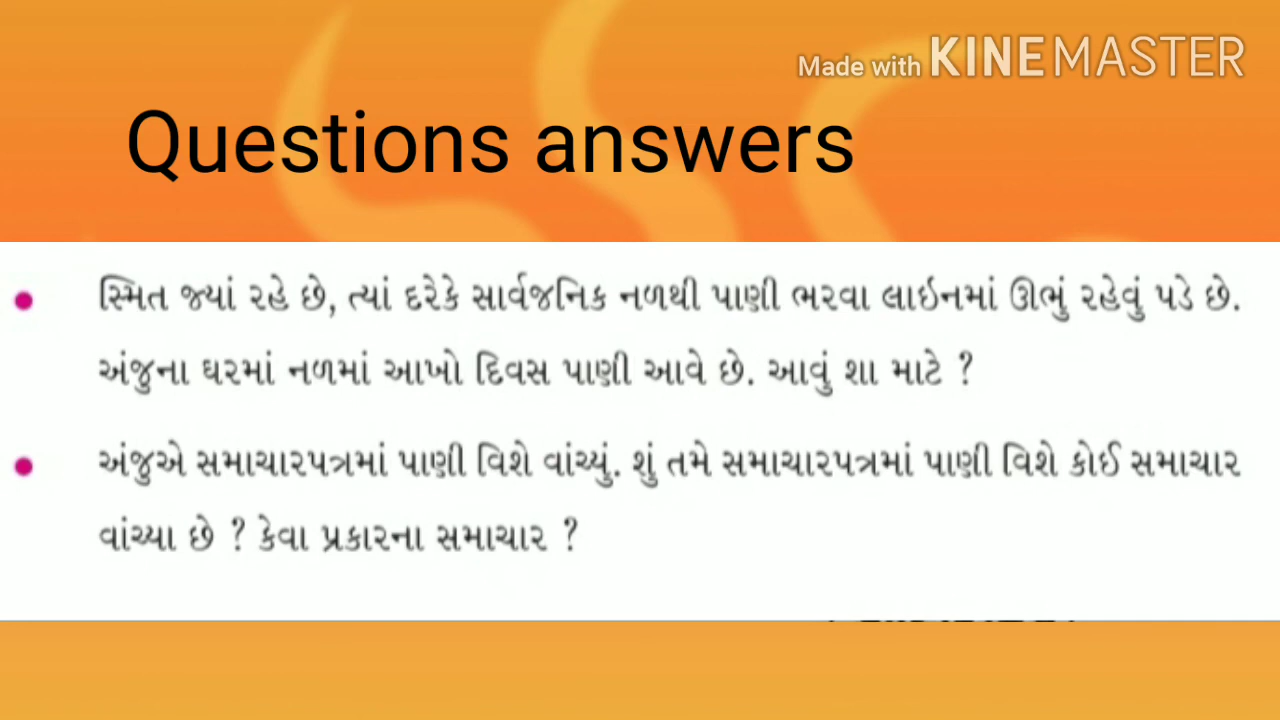 Made with KINEMASTER
Questions answers
• સ્મિત જ્યાં રહે છે, ત્યાં દરેકે સાર્વજનિક નળથી પાણી ભરવા લાઇનમાં ઊભું રહેવું પડે છે.
અંજુના ઘરમાં નળમાં આખો દિવસ પાણી આવે છે. આવું શા માટે ?
• અંજુએ સમાચારપત્રમાં પાણી વિશે વાંચ્યું. શું તમે સમાચારપત્રમાં પાણી વિશે કોઈ સમાચાર
વાંચ્યા છે ? કેવા પ્રકારના સમાચાર ?